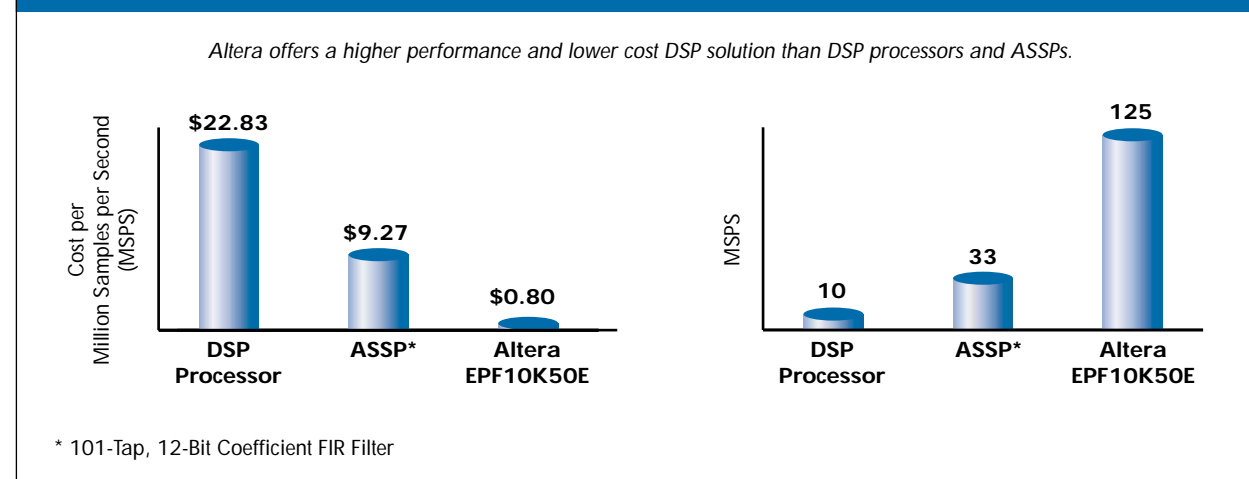 Altera offers a higher performance and lower cost DSP solution than DSP processors and ASSPs.
Cost per
Million Samples per Second
(MSPS)
$22.83
$9.27
$0.80
DSP
Processor
ASSP*
Altera
EPF10K50E
MSPS
10
33
125
DSP
Processor
ASSP*
Altera
EPF10K50E
* 101-Tap, 12-Bit Coefficient FIR Filter